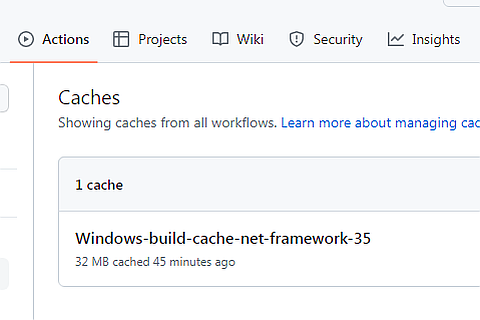 Actions Projects Wiki Security Insights
Caches
Showing caches from all workflows. Learn more about managing cac
1 cache
Windows-build-cache-net-framework-35
32 MB cached 45 minutes ago